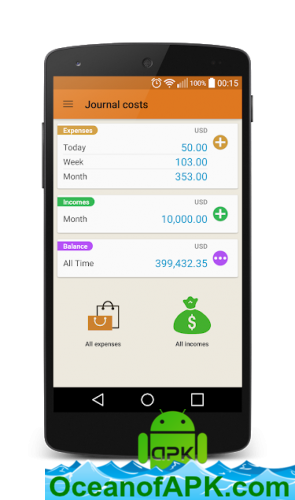 100% 00:15
Journal costs
Expenses USD
Today 50.00
Week 103.00
Month 353.00
Incomes USD
Month 10,000.00
Balance USD
All Time 399,432.35
$
All expenses All incomes
APK
OceanofAPK.com